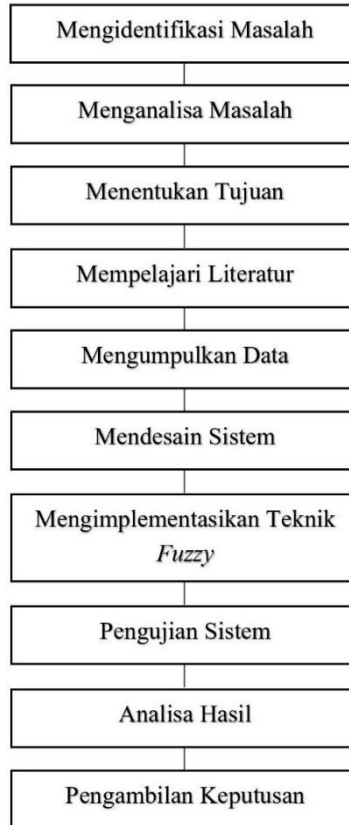 Mengidentifikasi Masalah
Menganalisa Masalah
Menentukan Tujuan
Mempelajari Literatur
Mengumpulkan Data
Mendesain Sistem
Mengimplementasikan Teknik
Fuzzy
Pengujian Sistem
Analisa Hasil
Pengambilan Keputusan